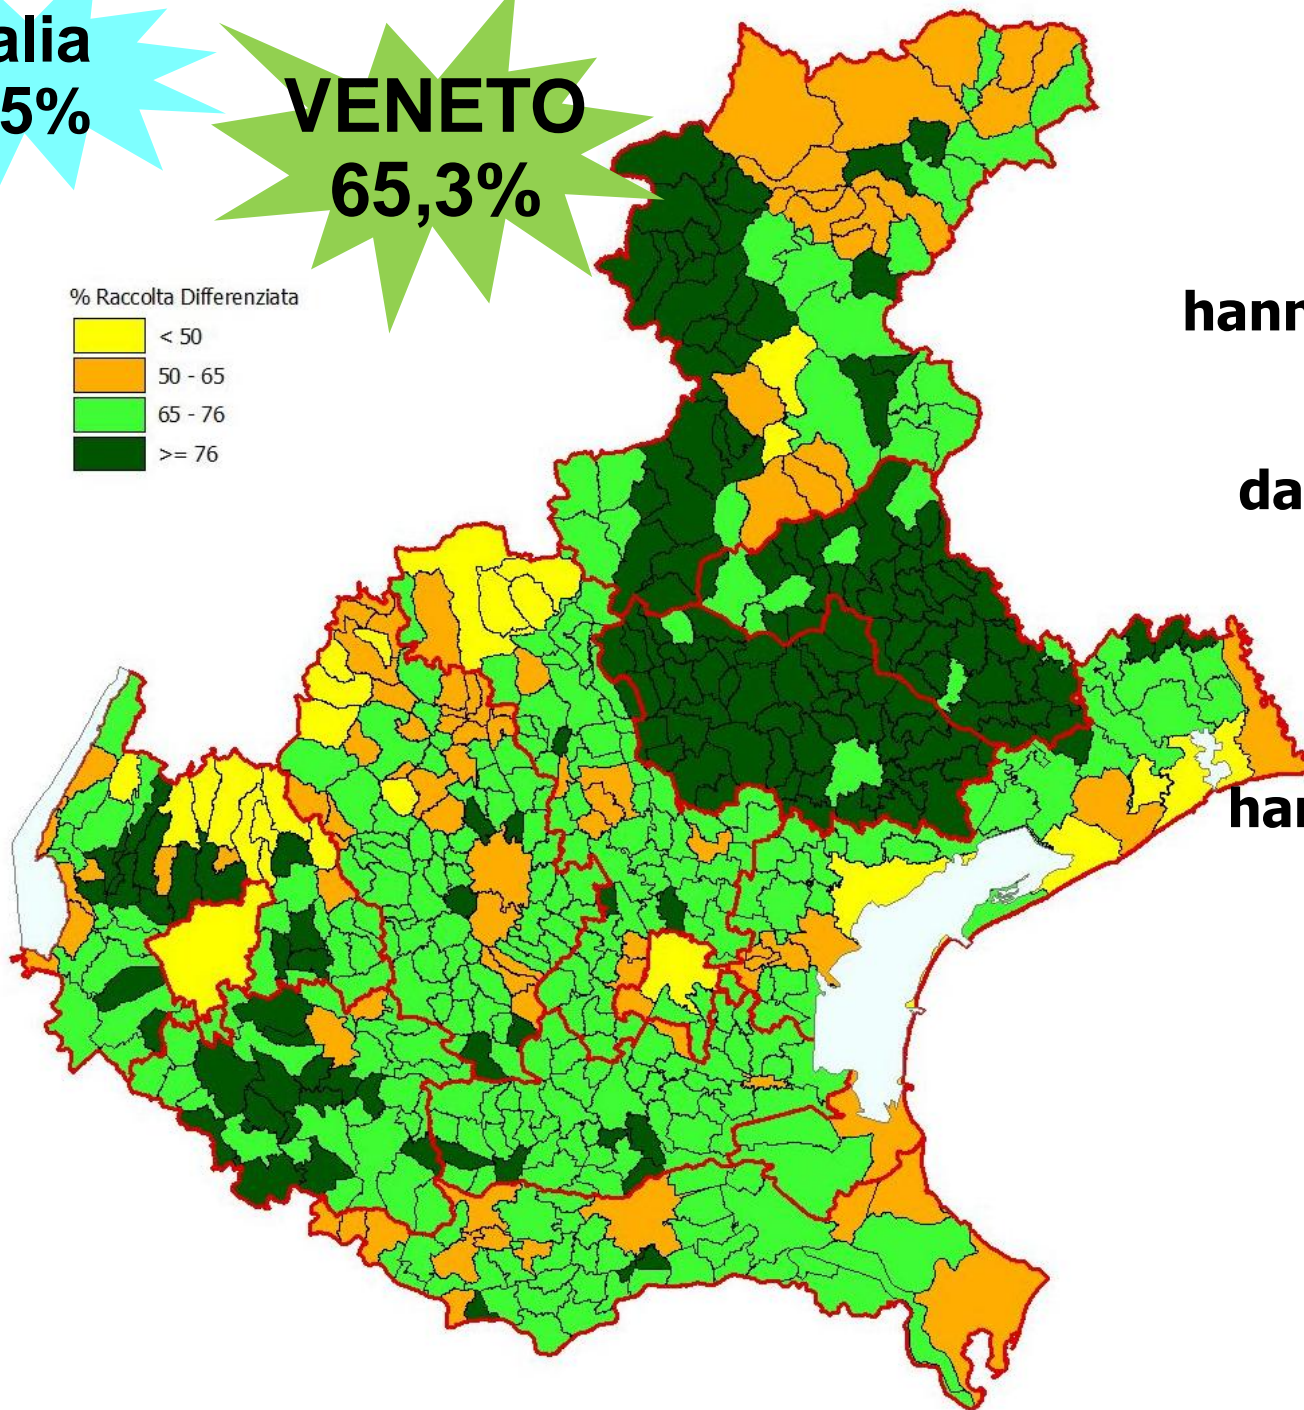 alia
5%
VENETO
65,3%
% Raccolta Differenziata
< 50
50 - 65
65 - 76
>= 76
hann
da
har